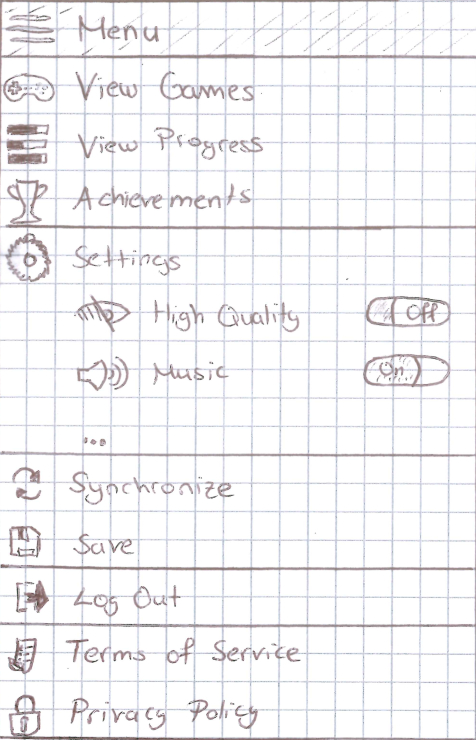 Menu
View Games
View Progress
Achievements
Settings
High Quality Off
Music On
...
Synchronize
Save
Log Out
Terms of Service
Privacy Policy